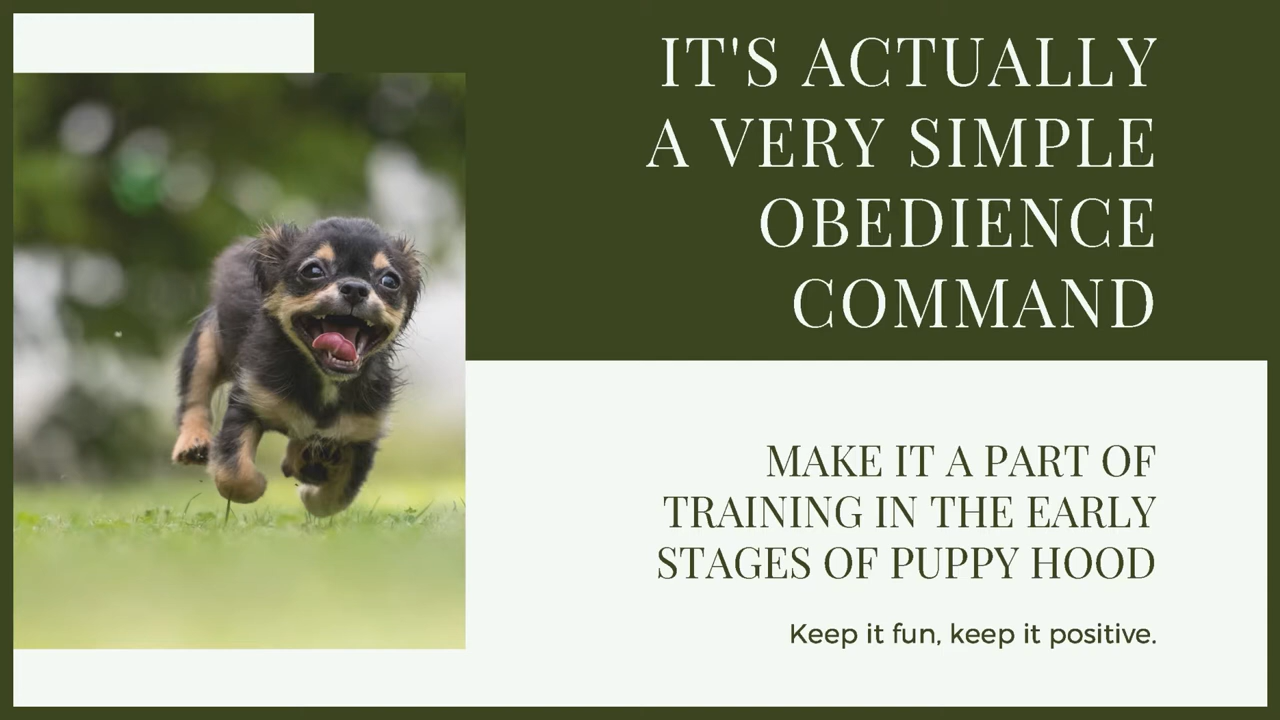 IT'S ACTUALLY
A VERY SIMPLE
OBEDIENCE
COMMAND
MAKE IT A PART OF
TRAINING IN THE EARLY
STAGES OF PUPPY HOOD
Keep it fun, keep it positive.